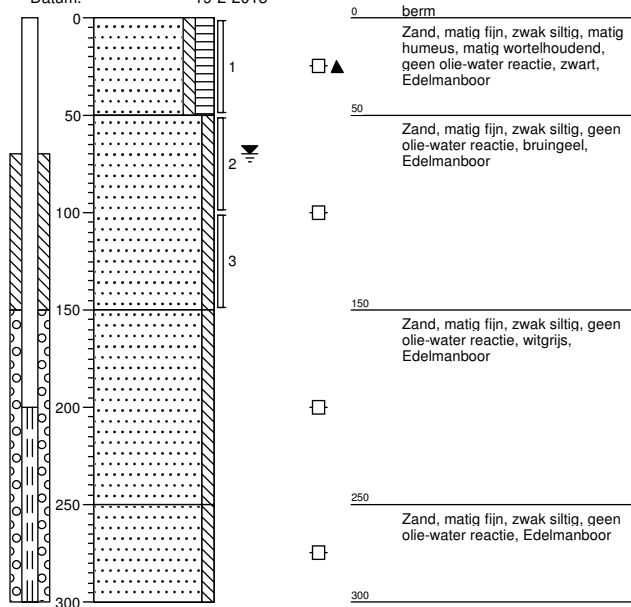 Datum: 19-2-2018
0
50
100
150
200
250
300
1
2
3
0 berm
Zand, matig fijn, zwak siltig, matig
humeus, matig wortelhoudend,
geen olie-water reactie, zwart,
Edelmanboor
50
Zand, matig fijn, zwak siltig, geen
olie-water reactie, bruingeel,
Edelmanboor
150
Zand, matig fijn, zwak siltig, geen
olie-water reactie, witgrijs,
Edelmanboor
250
Zand, matig fijn, zwak siltig, geen
olie-water reactie, Edelmanboor
300